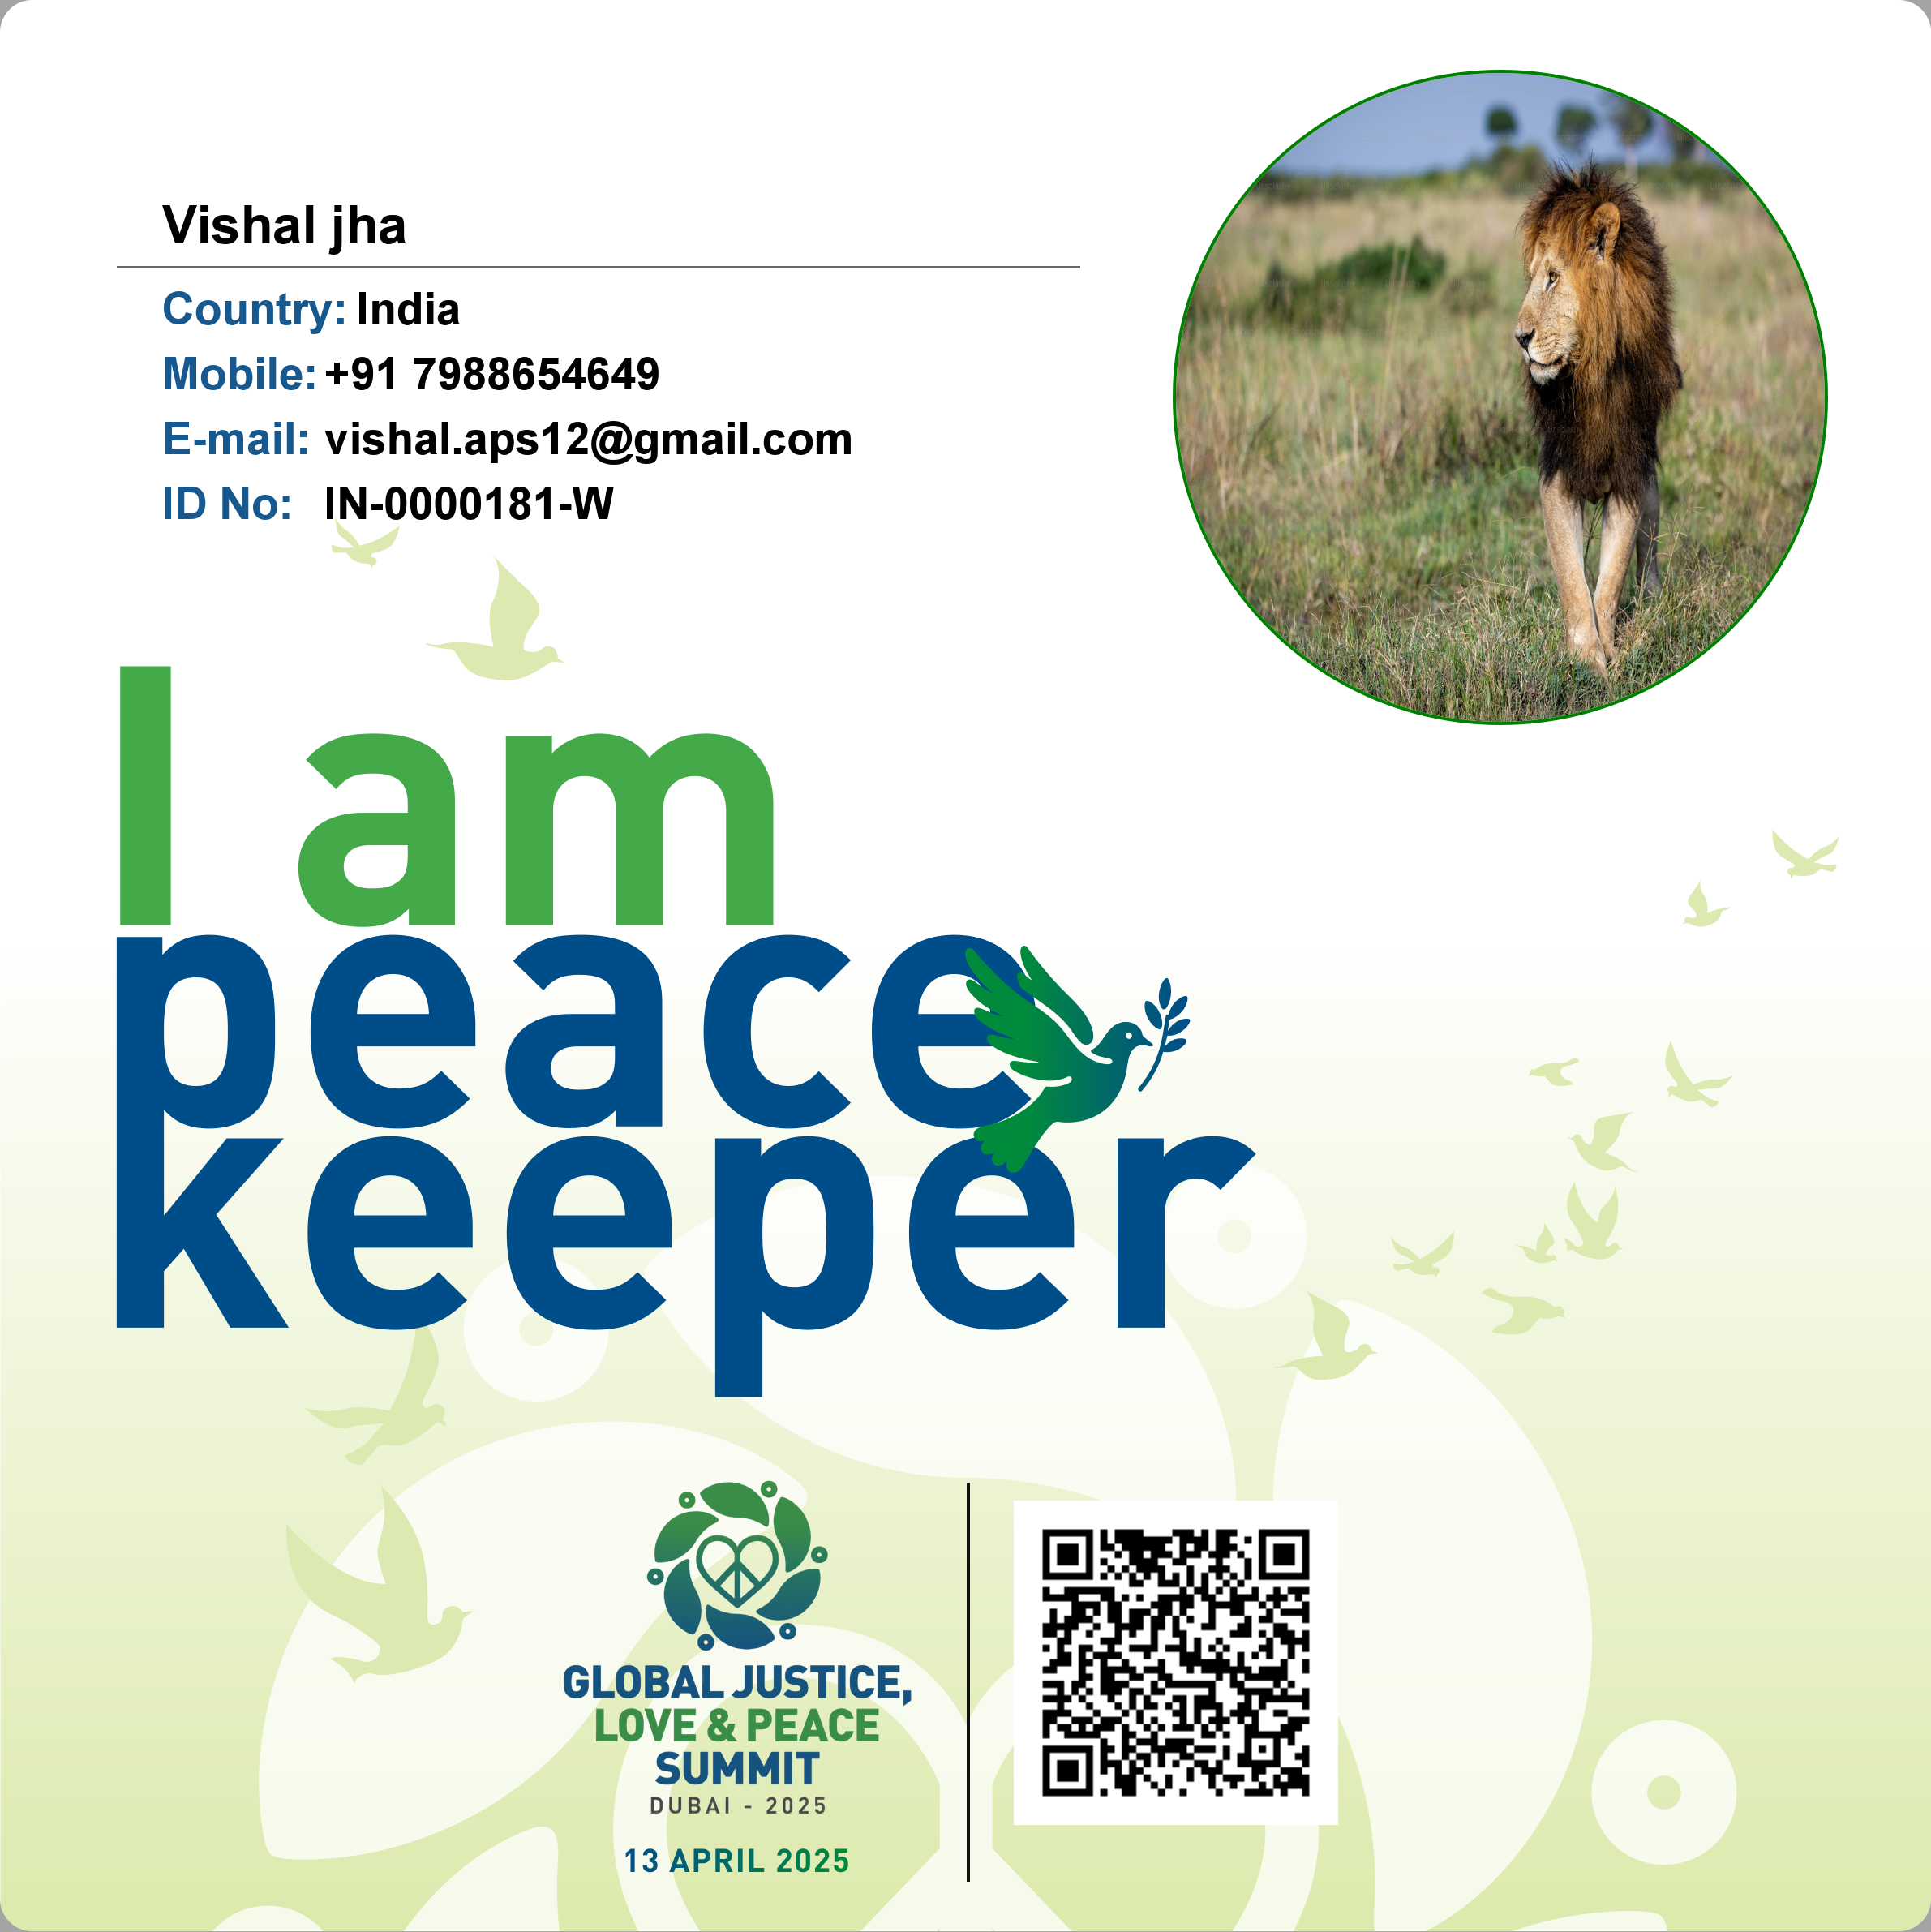 Vishal jha
Country: India
Mobile: +91 7988654649
E-mail: vishal.aps12@gmail.com
ID No: IN-0000181-W
I am
peace
keeper
GLOBAL JUSTICE,
LOVE & PEACE
SUMMIT
DUBAI - 2025
13 APRIL 2025